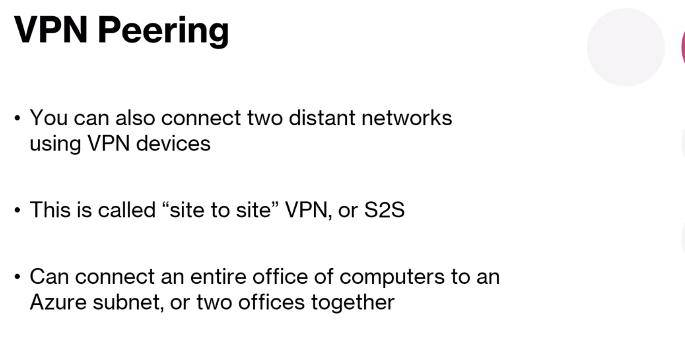 VPN Peering
• You can also connect two distant networks
using VPN devices
• This is called “site to site” VPN, or S2S
• Can connect an entire office of computers to an
Azure subnet, or two offices together